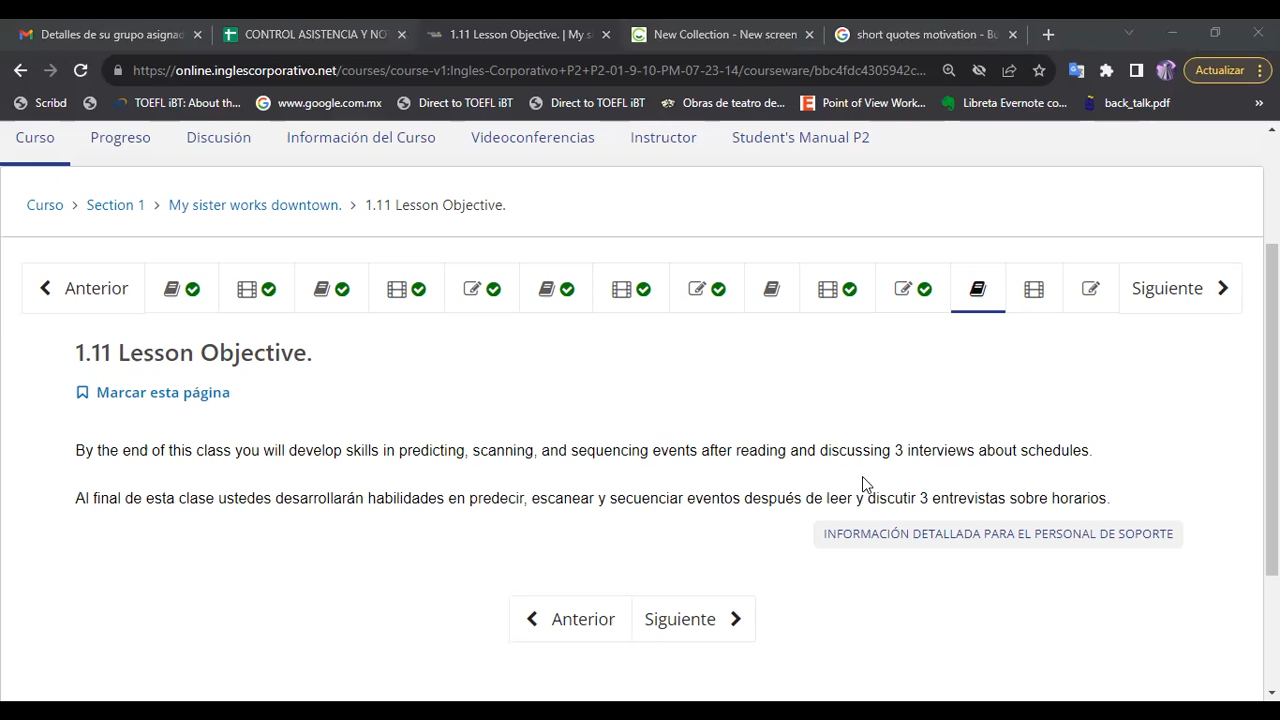 Detalles de su grupo asignad
CONTROL ASISTENCIA Y NO
1.11 Lesson Objective. | My s
New Collection - New screen
short quotes motivation - B
https://online.inglescorporativo.net/courses/course-v1:Ingles-Corporativo+P2+P2-01-9-10-PM-07-23-14/courseware/bbc4fdc4305942c...
Actualizar
Scribd
TOEFL iBT: About th...
www.google.com.mx
Direct to TOEFL iBT
Direct to TOEFL iBT
Obras de teatro de...
Point of View Work...
Libreta Evernote co...
back_talk.pdf
»
Curso
Progreso
Discusión
Información del Curso
Videoconferencias
Instructor
Student's Manual P2
Curso > Section 1 > My sister works downtown. > 1.11 Lesson Objective.
Anterior
Siguiente
1.11 Lesson Objective.
Marcar esta página
By the end of this class you will develop skills in predicting, scanning, and sequencing events after reading and discussing 3 interviews about schedules.
Al final de esta clase ustedes desarrollarán habilidades en predecir, escanear y secuenciar eventos después de leer y discutir 3 entrevistas sobre horarios.
INFORMACIÓN DETALLADA PARA EL PERSONAL DE SOPORTE
Anterior
Siguiente